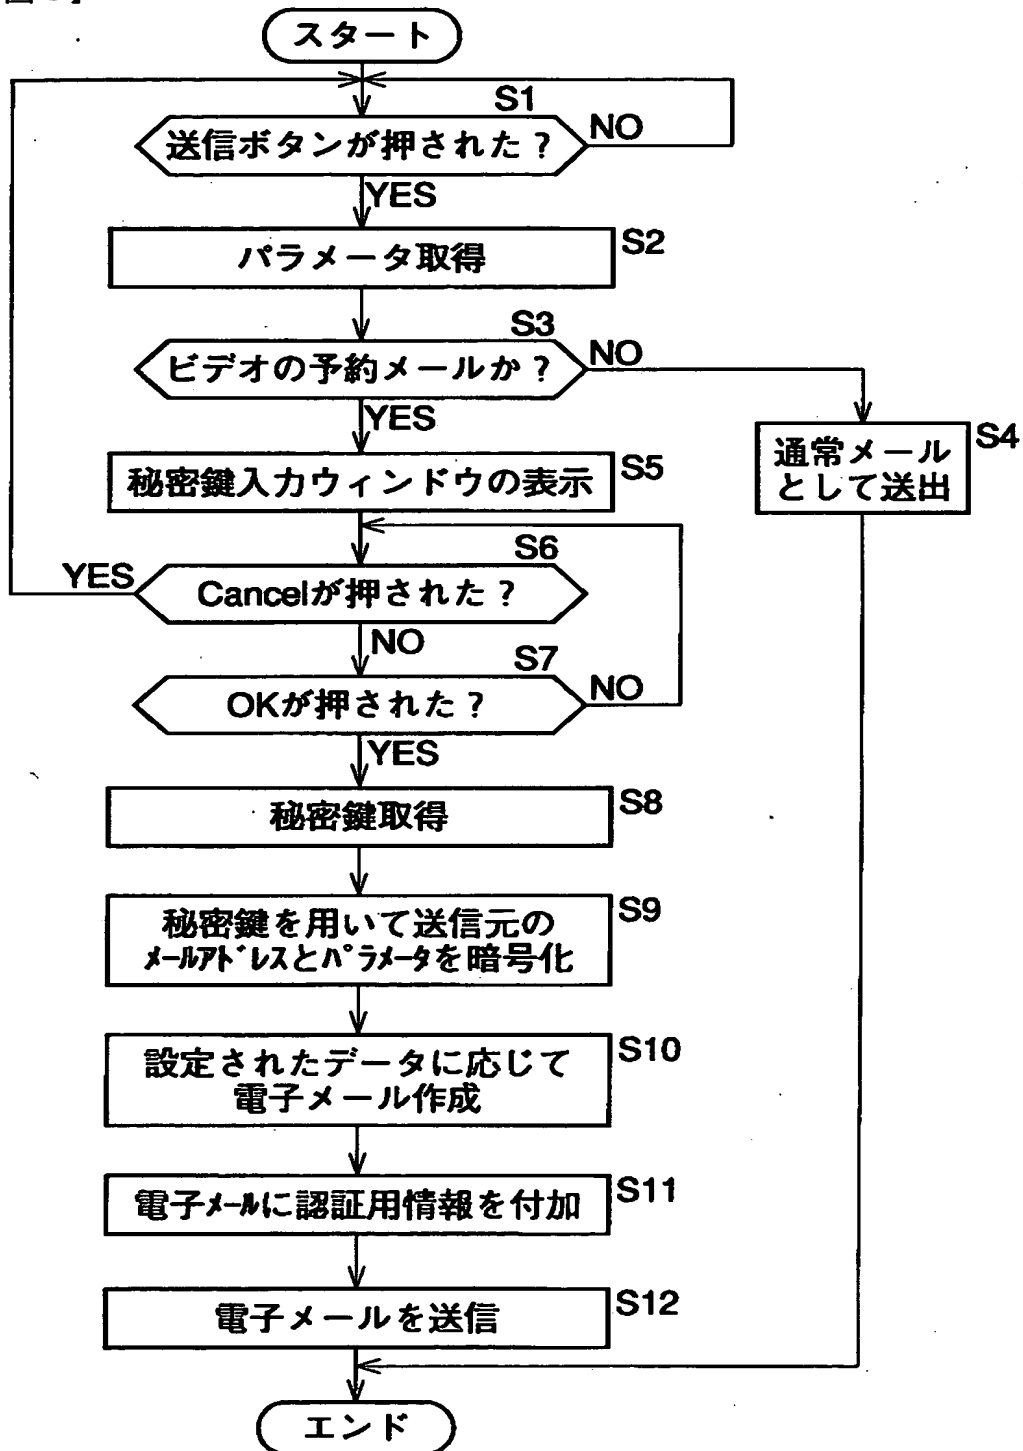 スタート
S1
送信ボタンが押された?
NO
YES
パラメータ取得
S2
S3
ビデオの予約メールか?
NO
YES
通常メール
として送出
S4
秘密鍵入力ウィンドウの表示
S5
S6
YES
Cancelが押された?
NO
S7
OKが押された?
NO
YES
秘密鍵取得
S8
秘密鍵を用いて送信元の
メールアドレスとパラメータを暗号化
S9
設定されたデータに応じて
電子メール作成
S10
電子メールに認証用情報を付加
S11
電子メールを送信
S12
エンド